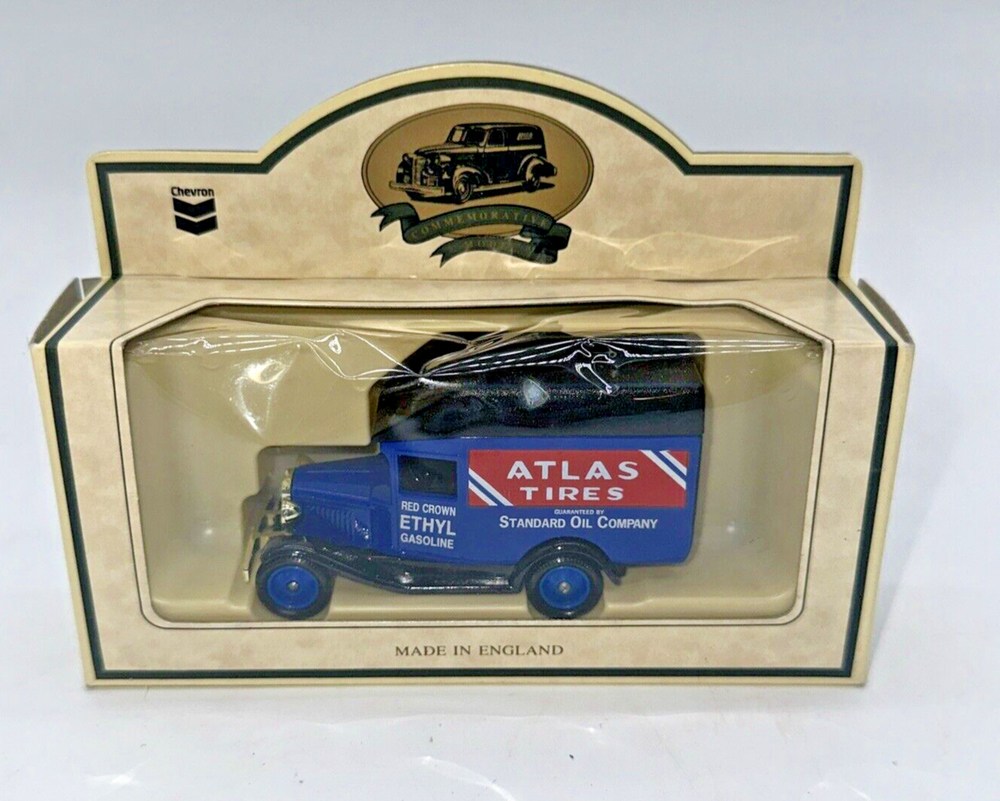 Chevron
COMMEMORATIVE
MODEL
ATLAS
TIRES
GUARANTEED BY
STANDARD OIL COMPANY
RED CROWN
ETHYL
GASOLINE
MADE IN ENGLAND